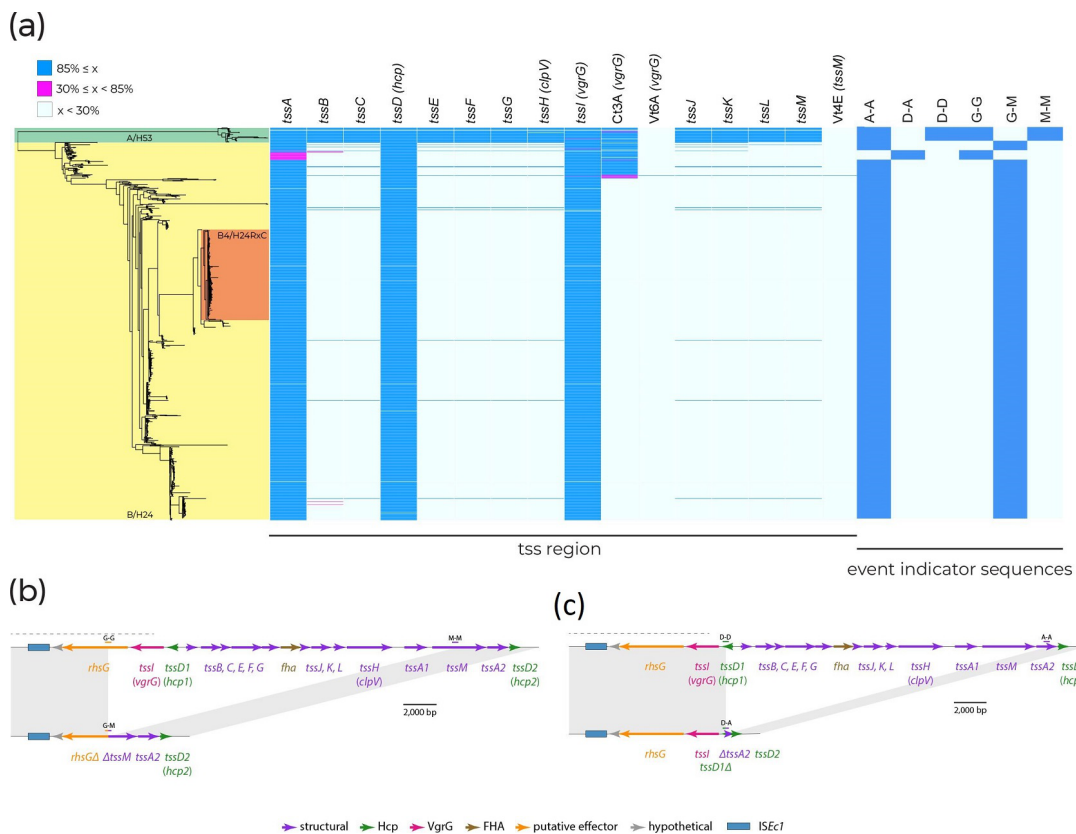 (a)
85% ≤ x
30% ≤ x < 85%
x < 30%
tssA
tssB
tssC
tssD (hcp)
tssE
tssF
tssG
tssH (clpV)
tssI (vgrG)
Ct3A (vgrG)
Vt6A (vgrG)
tssJ
tssK
tssL
tssM
Vt4E (tssM)
A-A
D-A
D-D
G-G
G-M
M-M
A/H53
B4/H24RxC
B/H24
tss region
event indicator sequences
(b)
G-G
M-M
rhsG
tssI
(vgrG)
tssD1
(hcp1)
tssB, C, E, F, G
fha
tssJ, K, L
tssH
(clpV)
tssA1
tssM
tssA2
tssD2
(hcp2)
2,000 bp
G-M
rhsGΔ
ΔtssM
tssA2
tssD2
(hcp2)
(c)
D-D
A-A
rhsG
tssI
(vgrG)
tssD1
(hcp1)
tssB, C, E, F, G
fha
tssJ, K, L
tssH
(clpV)
tssA1
tssM
tssA2
2,000 bp
D-A
rhsG
tssI
ΔtssA2
tssD2
tssD1Δ
structural
Hcp
VgrG
FHA
putative effector
hypothetical
ISEc1